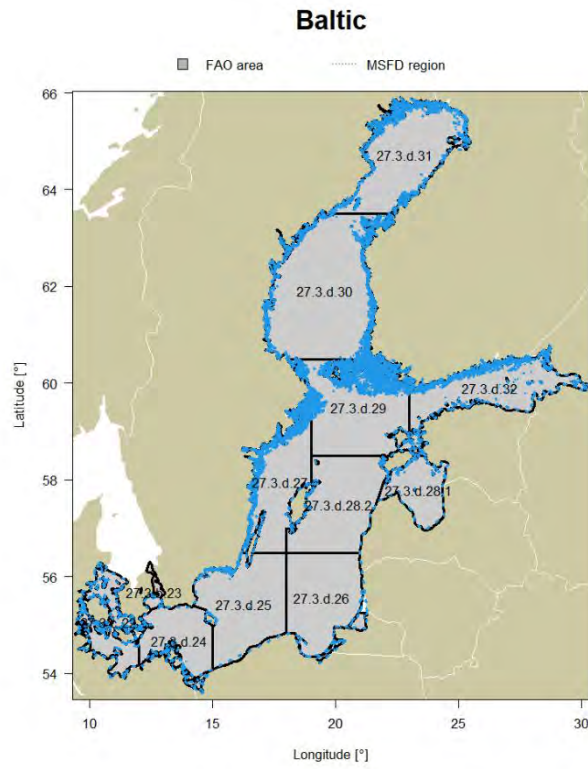 Baltic
FAO area MSFD region
66
27.3.d.31
64
27.3.d.30
62
Latitude [°]
60
27.3.d.32
27.3.d.29
58
27.3.d.27 27.3.d.28.1
27.3.d.28.2
56
27.3.d.25 27.3.d.26
27.3.d.24
54
10 15 20 25 30
Longitude [°]